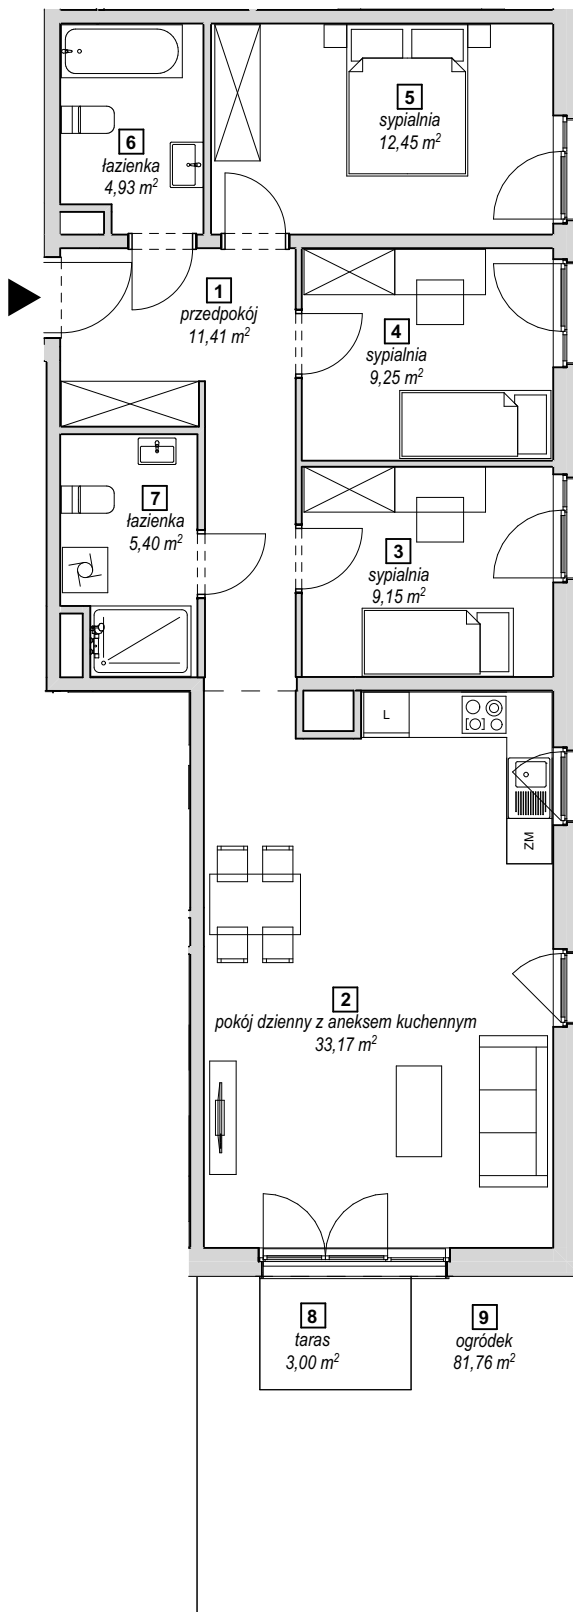 5
sypialnia
12,45 m²
6
łazienka
4,93 m²
1
przedpokój
11,41 m²
4
sypialnia
9,25 m²
7
łazienka
5,40 m²
3
sypialnia
9,15 m²
L
ZM
2
pokój dzienny z aneksem kuchennym
33,17 m²
8
taras
3,00 m²
9
ogródek
81,76 m²